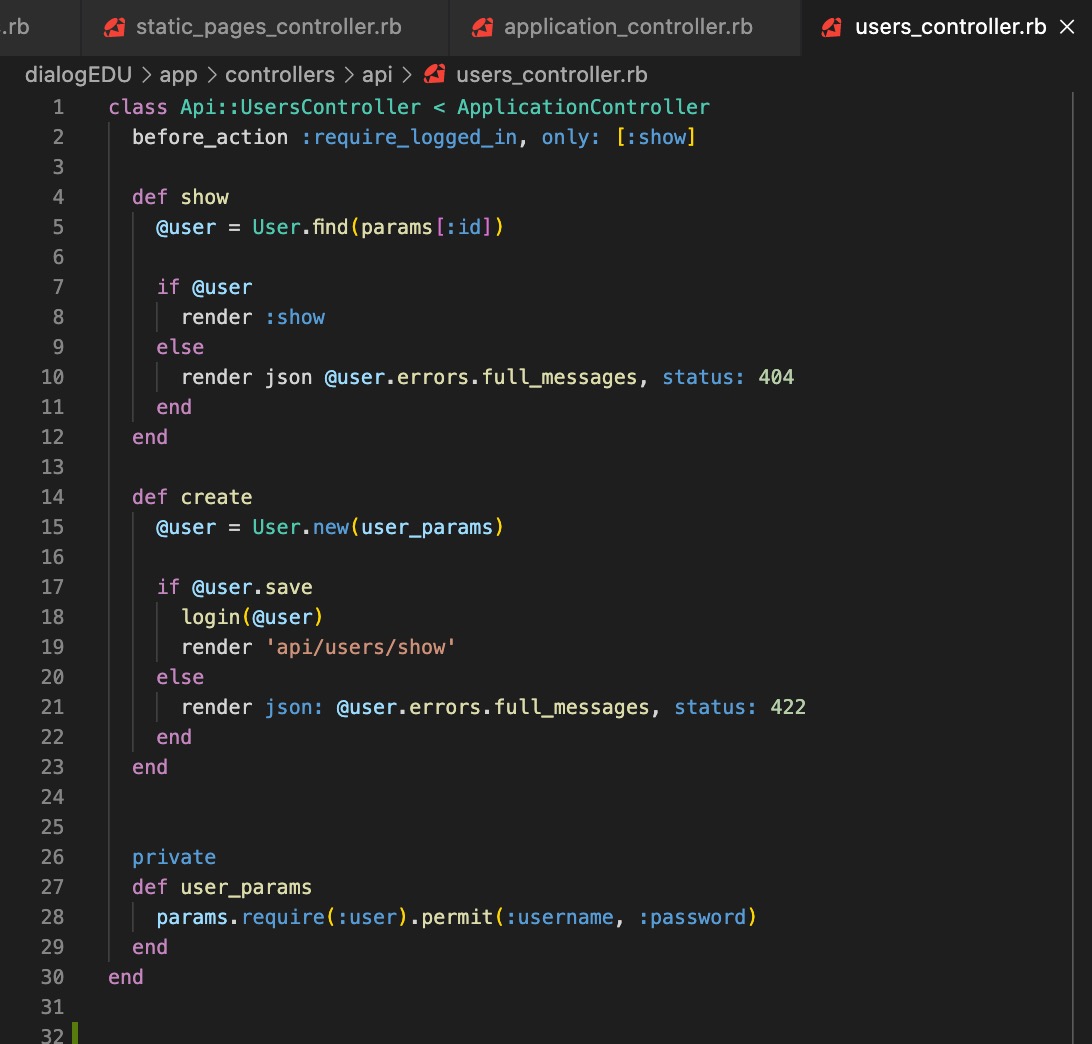 .rb static_pages_controller.rb application_controller.rb users_controller.rb ×
dialogEDU > app > controllers > api > users_controller.rb
1 class Api::UsersController < ApplicationController
2   before_action :require_logged_in, only: [:show]
3
4   def show
5     @user = User.find(params[:id])
6
7     if @user
8       render :show
9     else
10       render json @user.errors.full_messages, status: 404
11     end
12   end
13
14   def create
15     @user = User.new(user_params)
16
17     if @user.save
18       login(@user)
19       render 'api/users/show'
20     else
21       render json: @user.errors.full_messages, status: 422
22     end
23   end
24
25
26   private
27   def user_params
28     params.require(:user).permit(:username, :password)
29   end
30 end
31
32